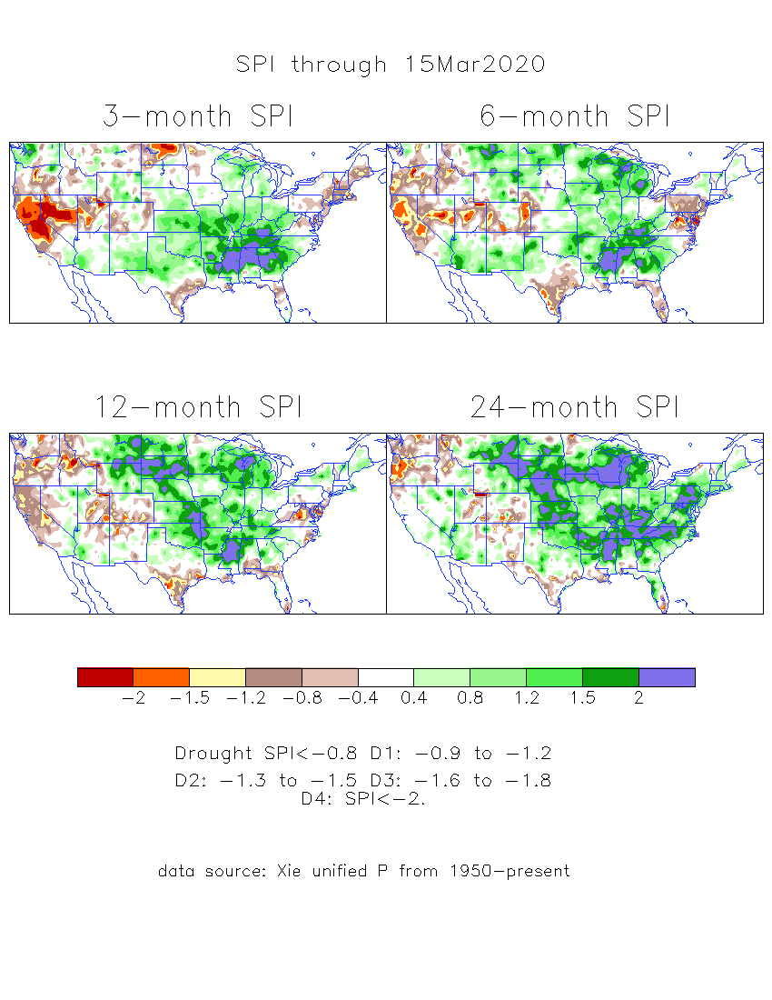 SPI through 15Mar2020
3-month SPI
6-month SPI
12-month SPI
24-month SPI
-2 -1.5 -1.2 -0.8 -0.4 0.4 0.8 1.2 1.5 2
Drought SPI<-0.8 D1: -0.9 to -1.2
D2: -1.3 to -1.5 D3: -1.6 to -1.8
D4: SPI<-2.
data source: Xie unified P from 1950-present